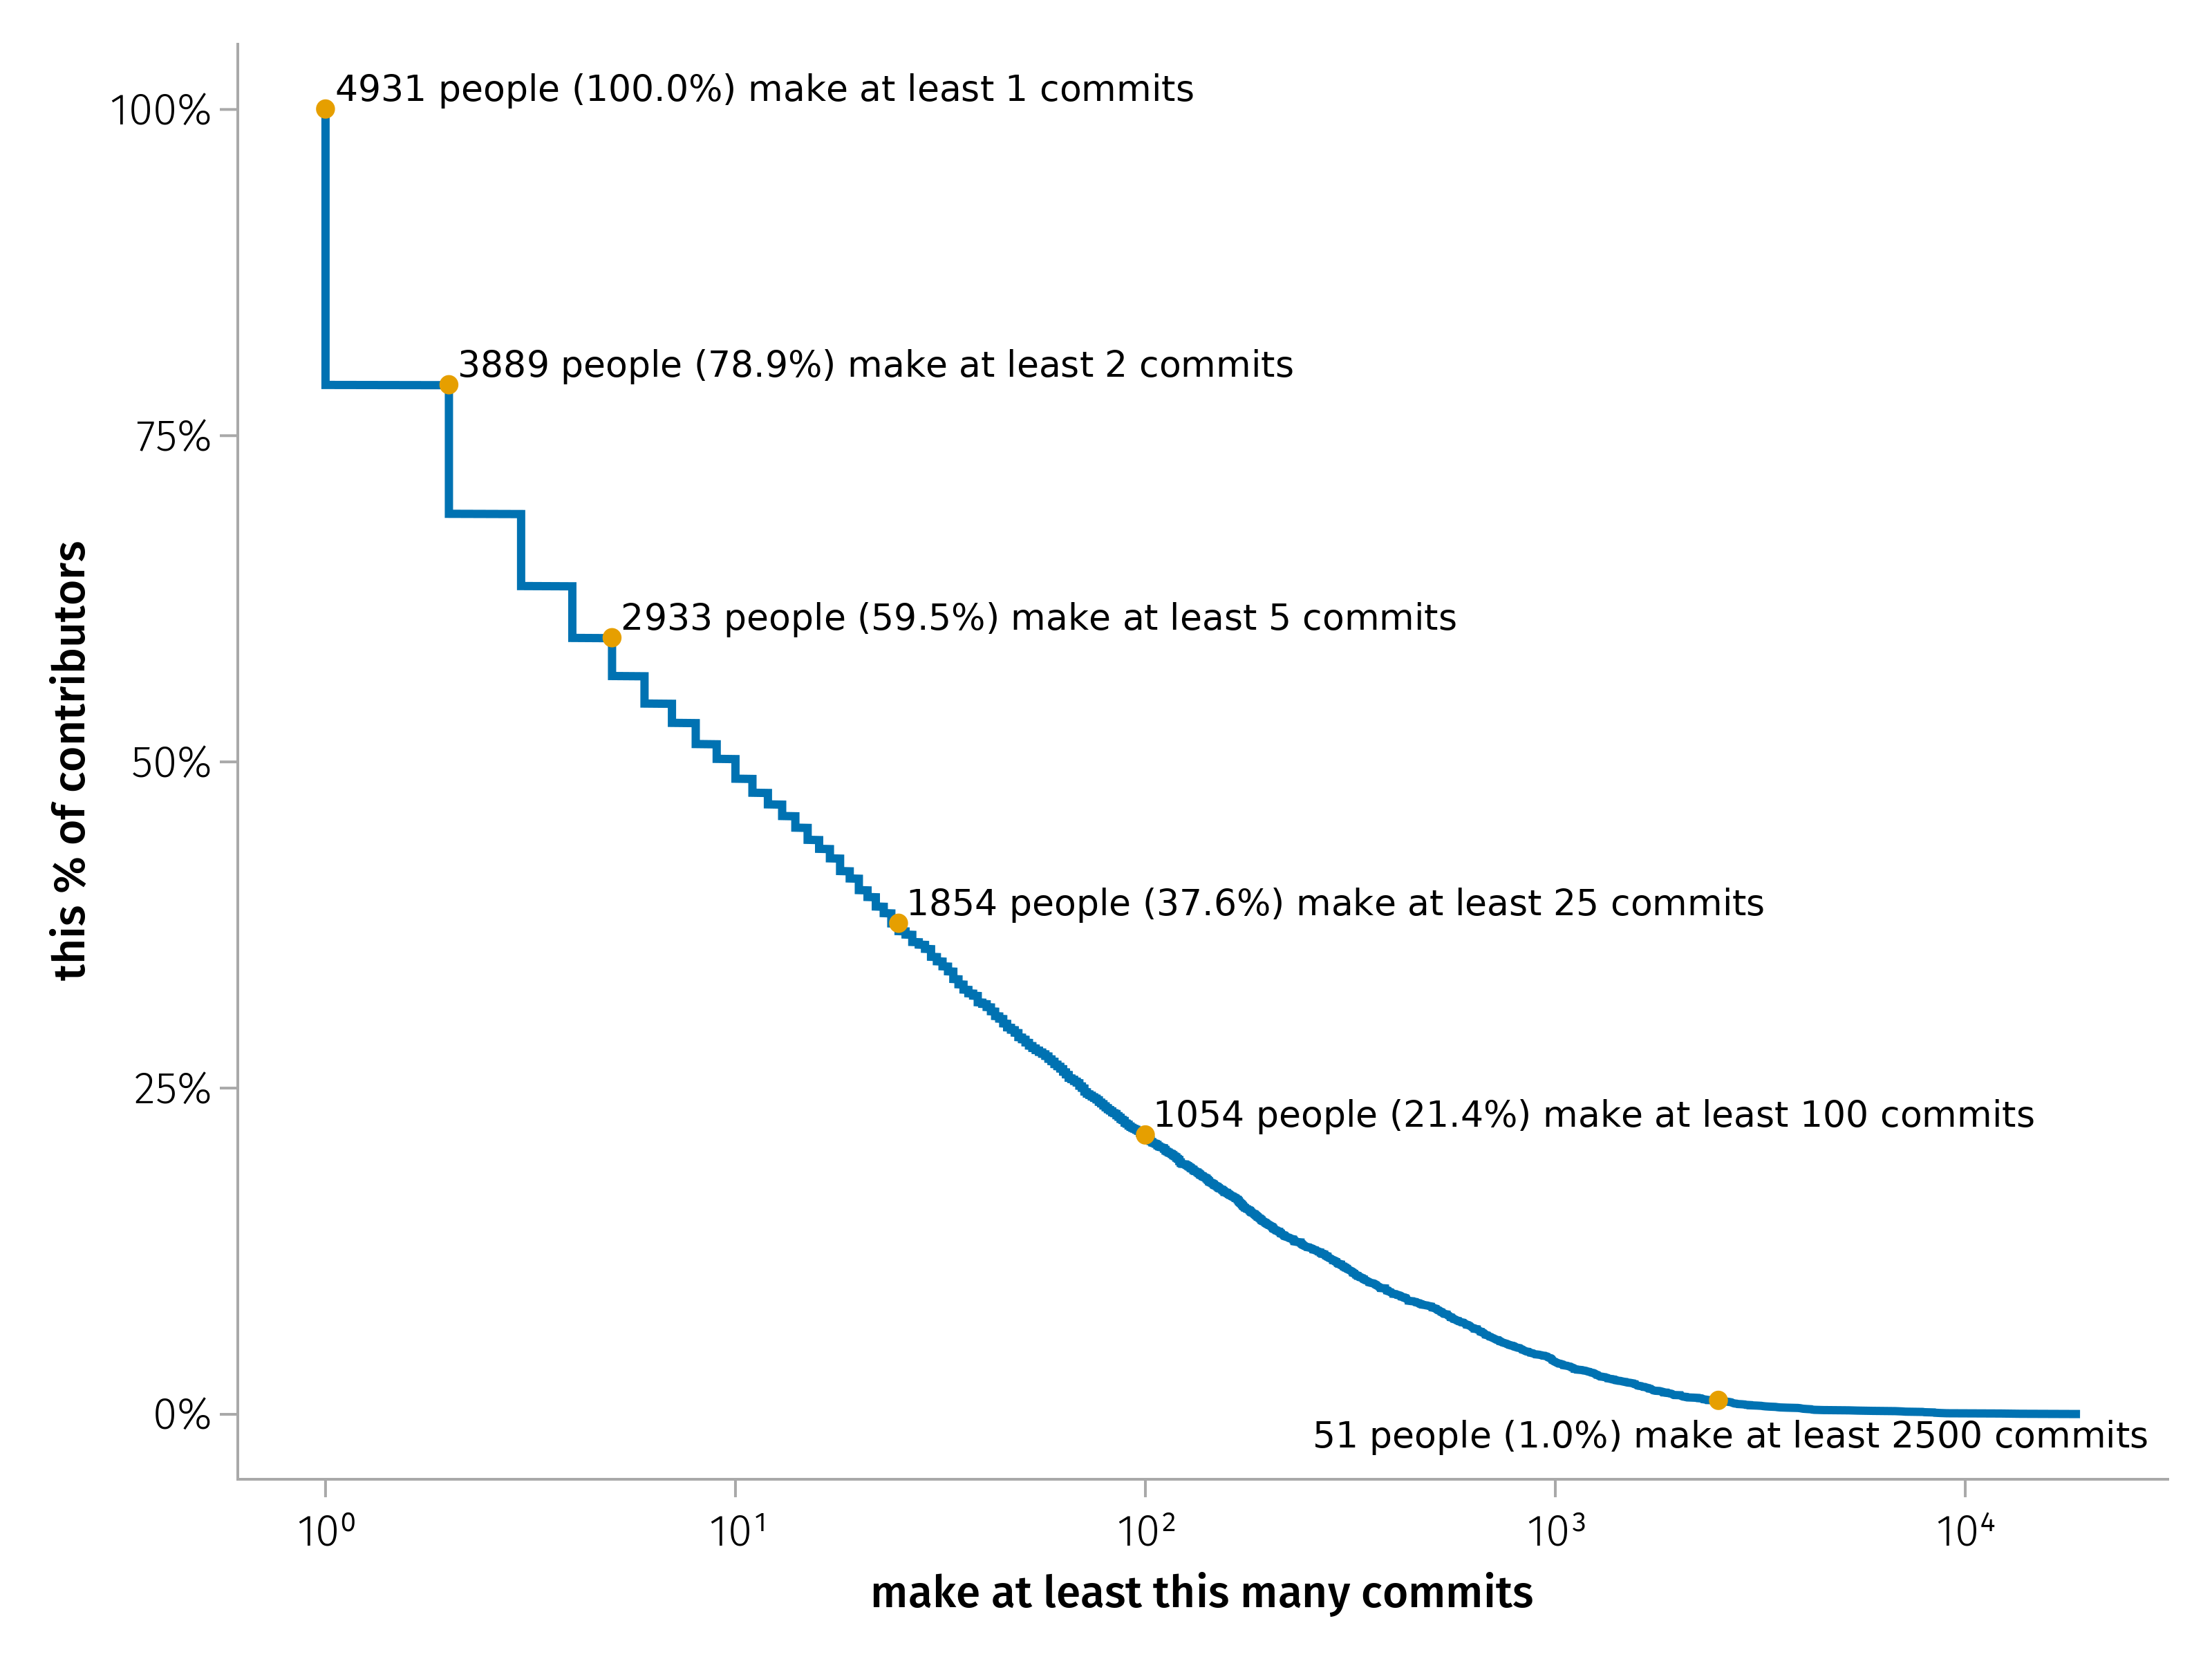 4931 people (100.0%) make at least 1 commits
100%
3889 people (78.9%) make at least 2 commits
75%
this % of contributors
2933 people (59.5%) make at least 5 commits
50%
1854 people (37.6%) make at least 25 commits
25%
1054 people (21.4%) make at least 100 commits
0%
51 people (1.0%) make at least 2500 commits
10⁰ 10¹ 10² 10³ 10⁴
make at least this many commits